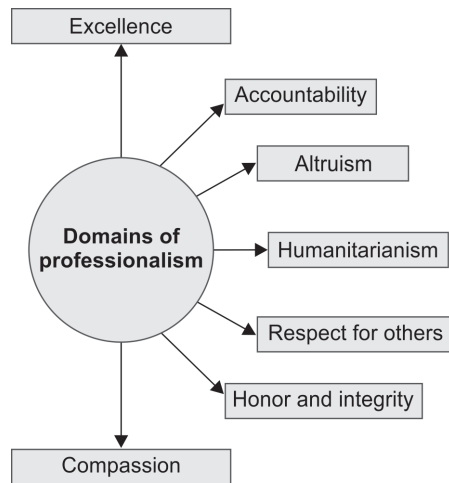 Excellence
Accountability
Altruism
Domains of
professionalism
Humanitarianism
Respect for others
Honor and integrity
Compassion